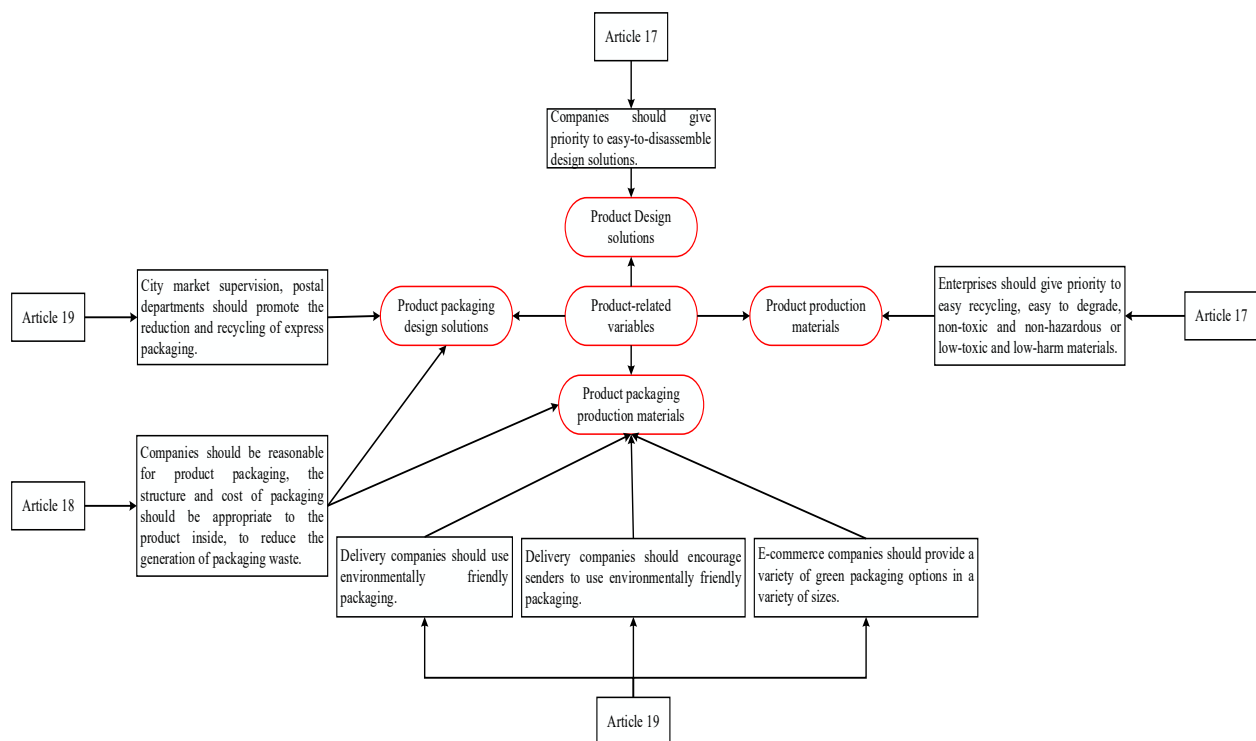 Article 17
Companies should give
priority to easy-to-disassemble
design solutions.
Product Design
solutions
Article 19
City market supervision, postal
departments should promote the
reduction and recycling of express
packaging.
Product packaging
design solutions
Product-related
variables
Product production
materials
Enterprises should give priority to
easy recycling, easy to degrade,
non-toxic and non-hazardous or
low-toxic and low-harm materials.
Article 17
Product packaging
production materials
Article 18
Companies should be reasonable
for product packaging, the
structure and cost of packaging
should be appropriate to the
product inside, to reduce the
generation of packaging waste.
Delivery companies should use
environmentally friendly
packaging.
Delivery companies should encourage
senders to use environmentally friendly
packaging.
E-commerce companies should provide a
variety of green packaging options in a
variety of sizes.
Article 19